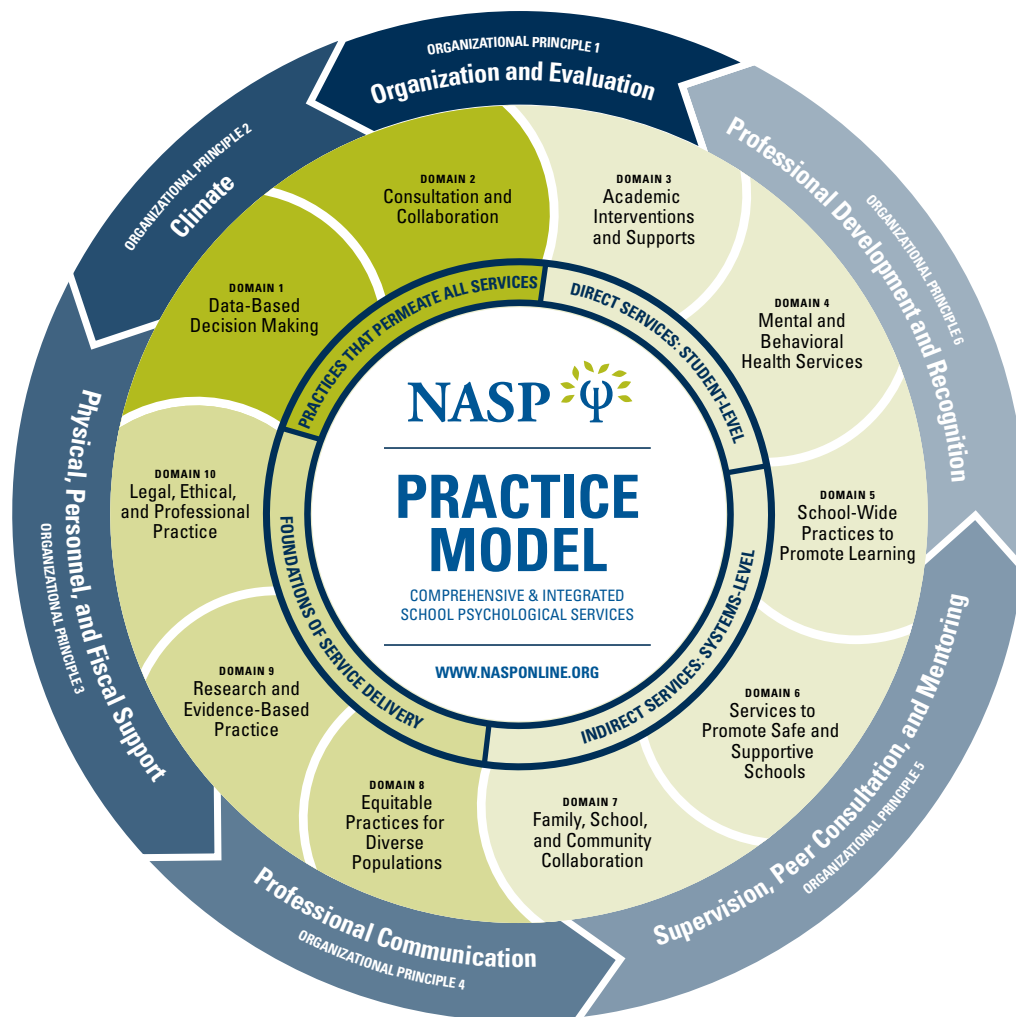 ORGANIZATIONAL PRINCIPLE 1
Organization and Evaluation
ORGANIZATIONAL PRINCIPLE 2
Climate
Physical, Personnel, and Fiscal Support
ORGANIZATIONAL PRINCIPLE 3
Professional Communication
ORGANIZATIONAL PRINCIPLE 4
Supervision, Peer Consultation, and Mentoring
ORGANIZATIONAL PRINCIPLE 5
Professional Development and Recognition
ORGANIZATIONAL PRINCIPLE 6
DOMAIN 1
Data-Based
Decision Making
DOMAIN 2
Consultation and
Collaboration
DOMAIN 3
Academic
Interventions
and Supports
DOMAIN 4
Mental and
Behavioral
Health Services
DOMAIN 5
School-Wide
Practices to
Promote Learning
DOMAIN 6
Services to
Promote Safe and
Supportive
Schools
DOMAIN 7
Family, School,
and Community
Collaboration
DOMAIN 8
Equitable
Practices for
Diverse
Populations
DOMAIN 9
Research and
Evidence-Based
Practice
DOMAIN 10
Legal, Ethical,
and Professional
Practice
PRACTICES THAT PERMEATE ALL SERVICES
DIRECT SERVICES: STUDENT-LEVEL
INDIRECT SERVICES: SYSTEMS-LEVEL
FOUNDATIONS OF SERVICE DELIVERY
NASP ψ
PRACTICE
MODEL
COMPREHENSIVE & INTEGRATED
SCHOOL PSYCHOLOGICAL SERVICES
WWW.NASPONLINE.ORG